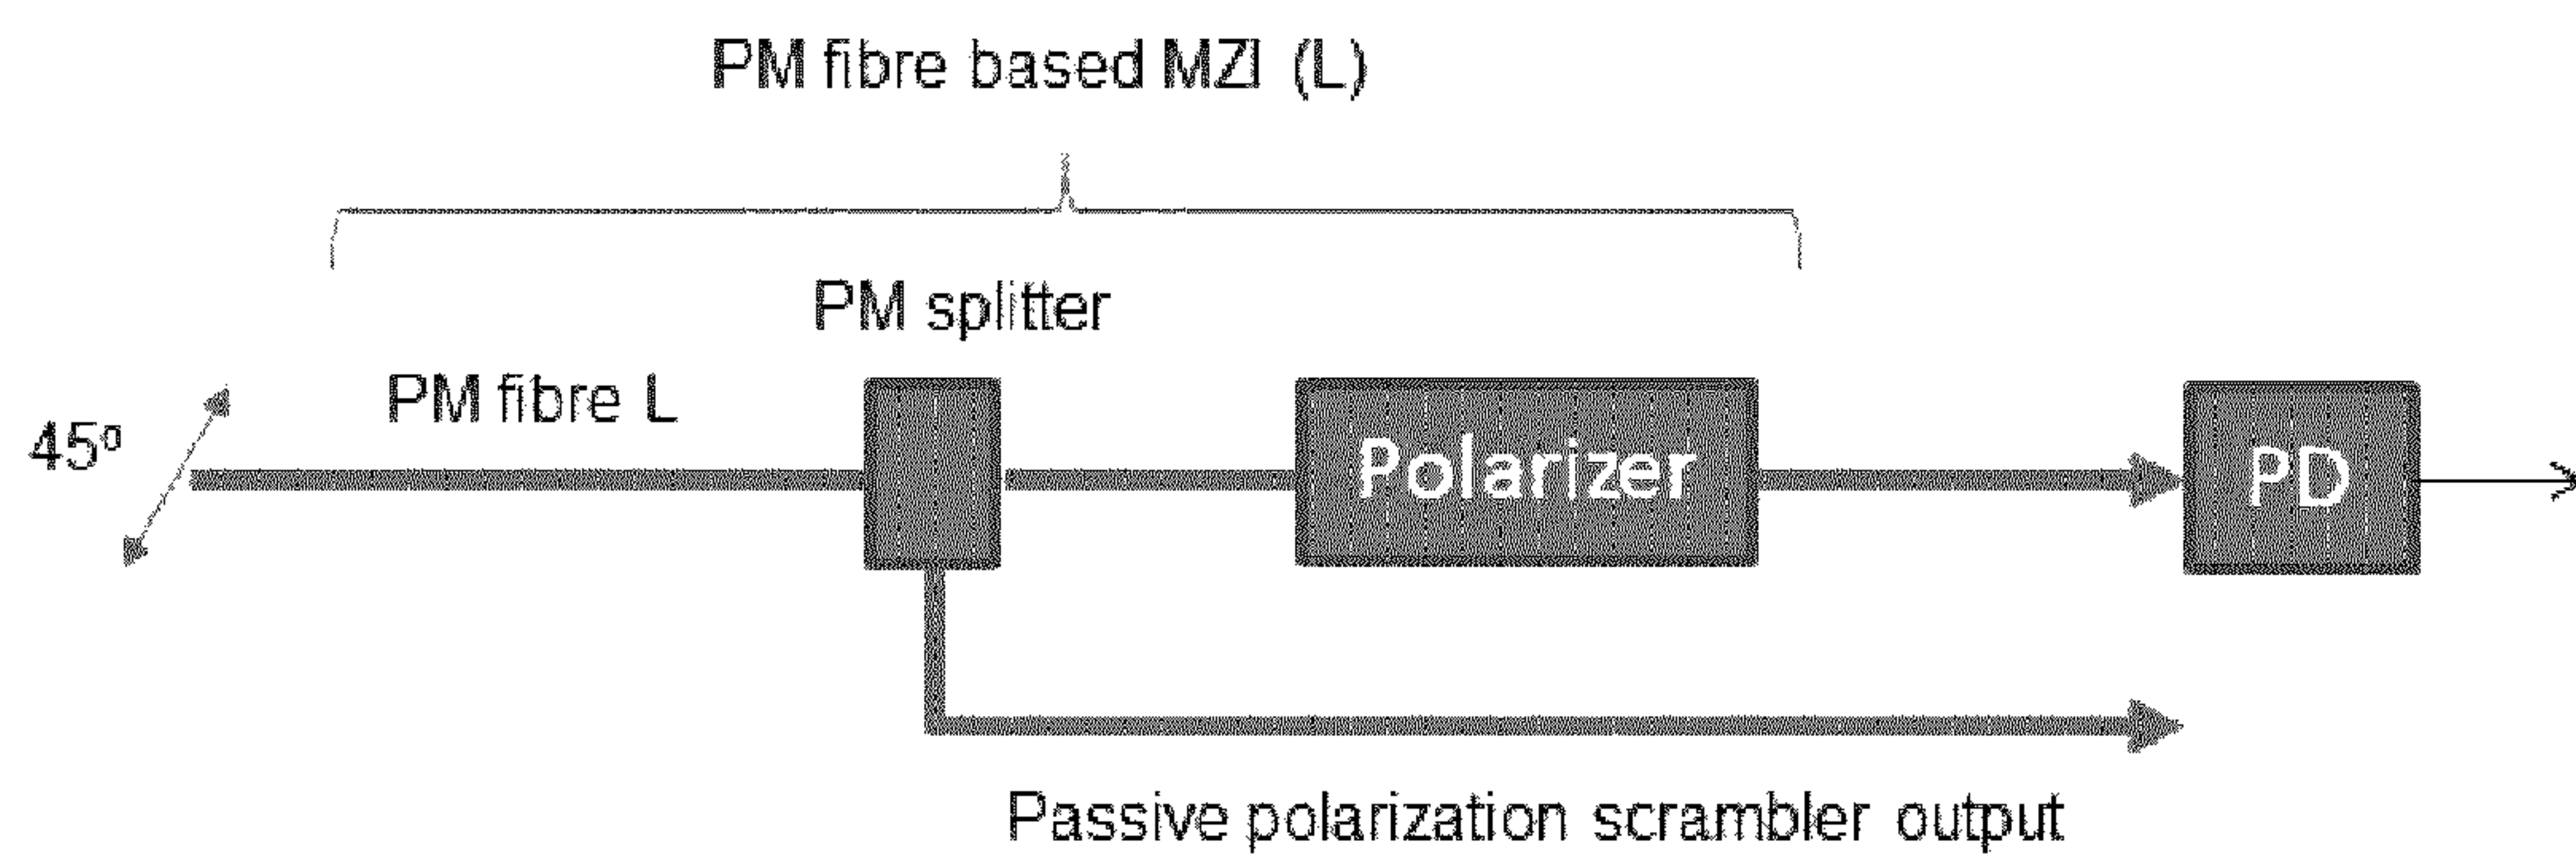 PM fibre based MZI (L)
PM splitter
PM fibre L
45º
Polarizer
PD
Passive polarization scrambler output